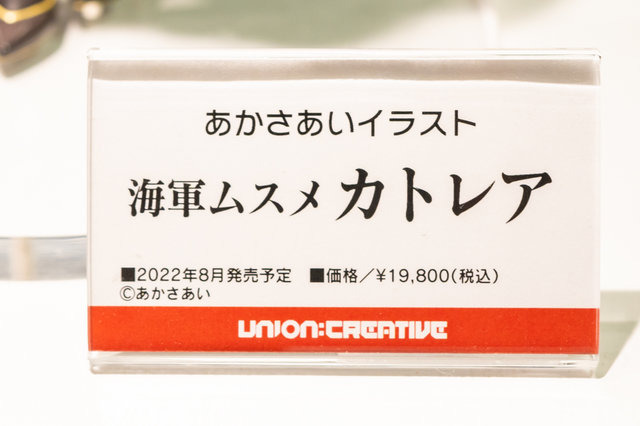 あかさあいイラスト
海軍ムスメ カトレア
■2022年8月発売予定 ■価格／¥19,800(税込)
©あかさあい
UNION:CREATIVE